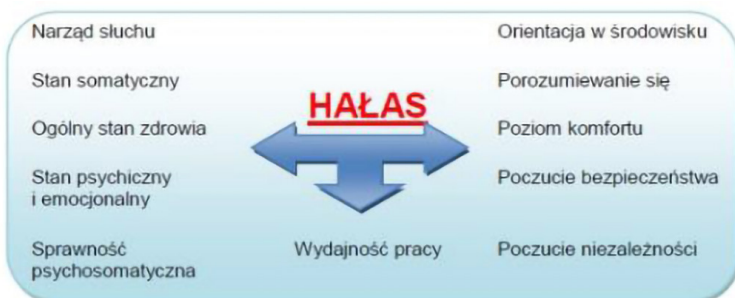 Narząd słuchu
Stan somatyczny
Ogólny stan zdrowia
Stan psychiczny
i emocjonalny
Sprawność
psychosomatyczna
HAŁAS
Wydajność pracy
Orientacja w środowisku
Porozumiewanie się
Poziom komfortu
Poczucie bezpieczeństwa
Poczucie niezależności